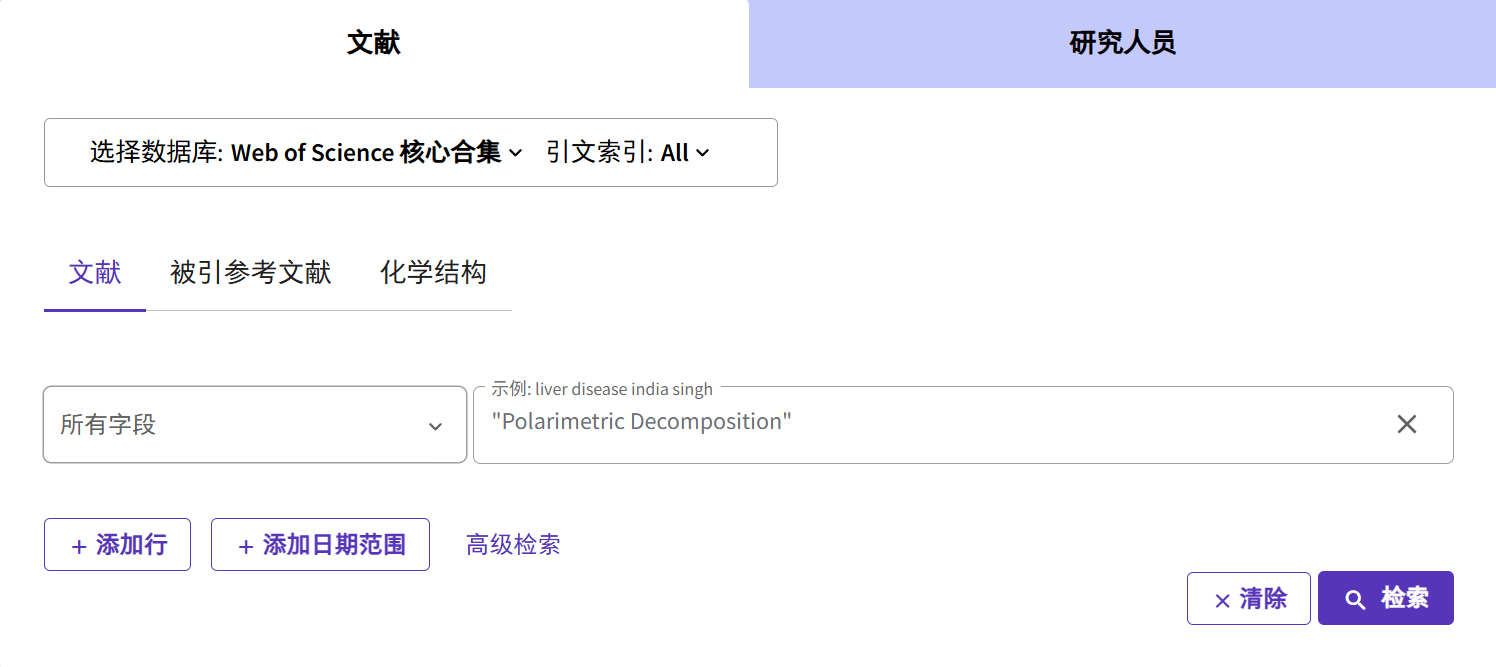 文献
研究人员
选择数据库: Web of Science 核心合集 引文索引: All
文献 被引参考文献 化学结构
示例: liver disease india singh
所有字段 "Polarimetric Decomposition"
+ 添加行 + 添加日期范围 高级检索
× 清除 检索